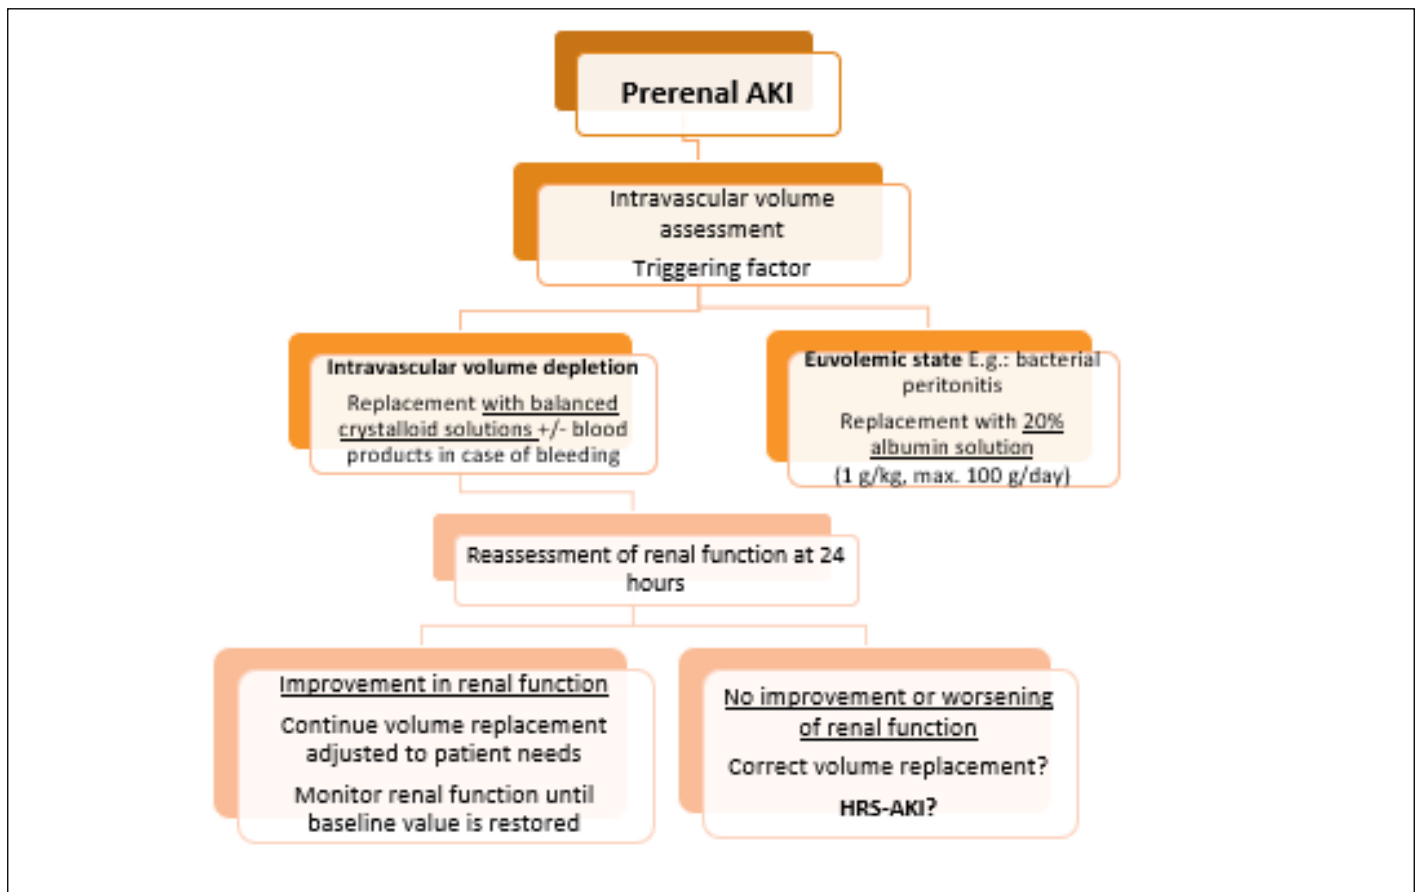 Prerenal AKI
Intravascular volume
assessment
Triggering factor
Intravascular volume depletion
Replacement with balanced
crystalloid solutions +/- blood
products in case of bleeding
Euvolemic state E.g.: bacterial
peritonitis
Replacement with 20%
albumin solution
(1 g/kg, max. 100 g/day)
Reassessment of renal function at 24
hours
Improvement in renal function
Continue volume replacement
adjusted to patient needs
Monitor renal function until
baseline value is restored
No improvement or worsening
of renal function
Correct volume replacement?
HRS-AKI?